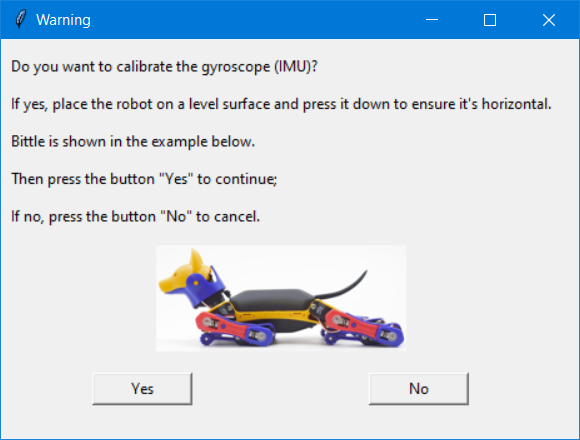 Warning
Do you want to calibrate the gyroscope (IMU)?
If yes, place the robot on a level surface and press it down to ensure it's horizontal.
Bittle is shown in the example below.
Then press the button "Yes" to continue;
If no, press the button "No" to cancel.
Yes
No